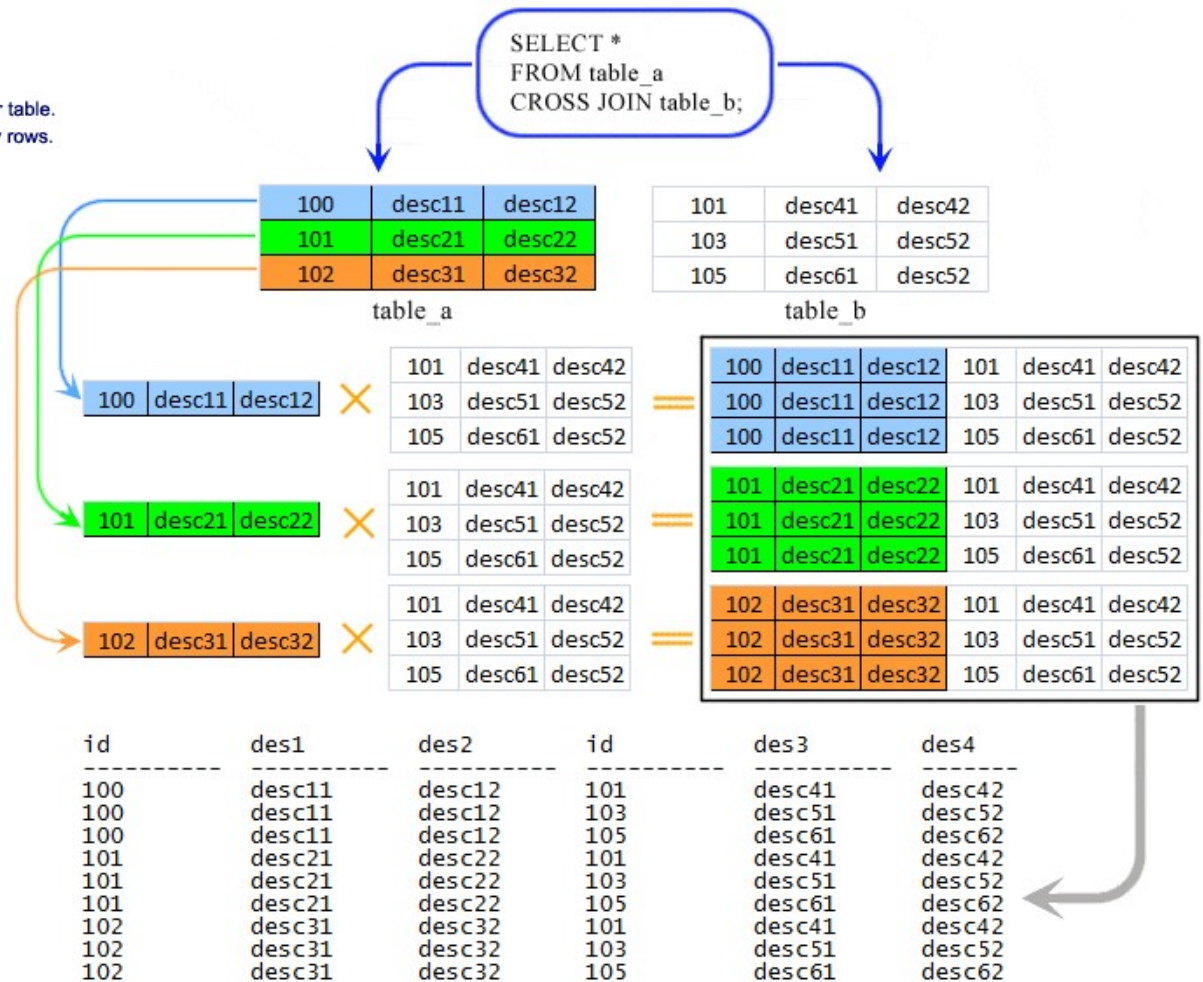 SELECT *
FROM table_a
CROSS JOIN table_b;
r table.
rows.
100 desc11 desc12 101 desc41 desc42
101 desc21 desc22 103 desc51 desc52
102 desc31 desc32 105 desc61 desc52
table_a table_b
101 desc41 desc42 100 desc11 desc12 101 desc41 desc42
100 desc11 desc12 × 103 desc51 desc52 = 100 desc11 desc12 103 desc51 desc52
105 desc61 desc52 100 desc11 desc12 105 desc61 desc52
101 desc41 desc42 101 desc21 desc22 101 desc41 desc42
101 desc21 desc22 × 103 desc51 desc52 = 101 desc21 desc22 103 desc51 desc52
105 desc61 desc52 101 desc21 desc22 105 desc61 desc52
101 desc41 desc42 102 desc31 desc32 101 desc41 desc42
102 desc31 desc32 × 103 desc51 desc52 = 102 desc31 desc32 103 desc51 desc52
105 desc61 desc52 102 desc31 desc32 105 desc61 desc52
id des1 des2 id des3 des4
---------- ---------- ---------- ---------- ---------- -------
100 desc11 desc12 101 desc41 desc42
100 desc11 desc12 103 desc51 desc52
100 desc11 desc12 105 desc61 desc62
101 desc21 desc22 101 desc41 desc42
101 desc21 desc22 103 desc51 desc52
101 desc21 desc22 105 desc61 desc62
102 desc31 desc32 101 desc41 desc42
102 desc31 desc32 103 desc51 desc52
102 desc31 desc32 105 desc61 desc62